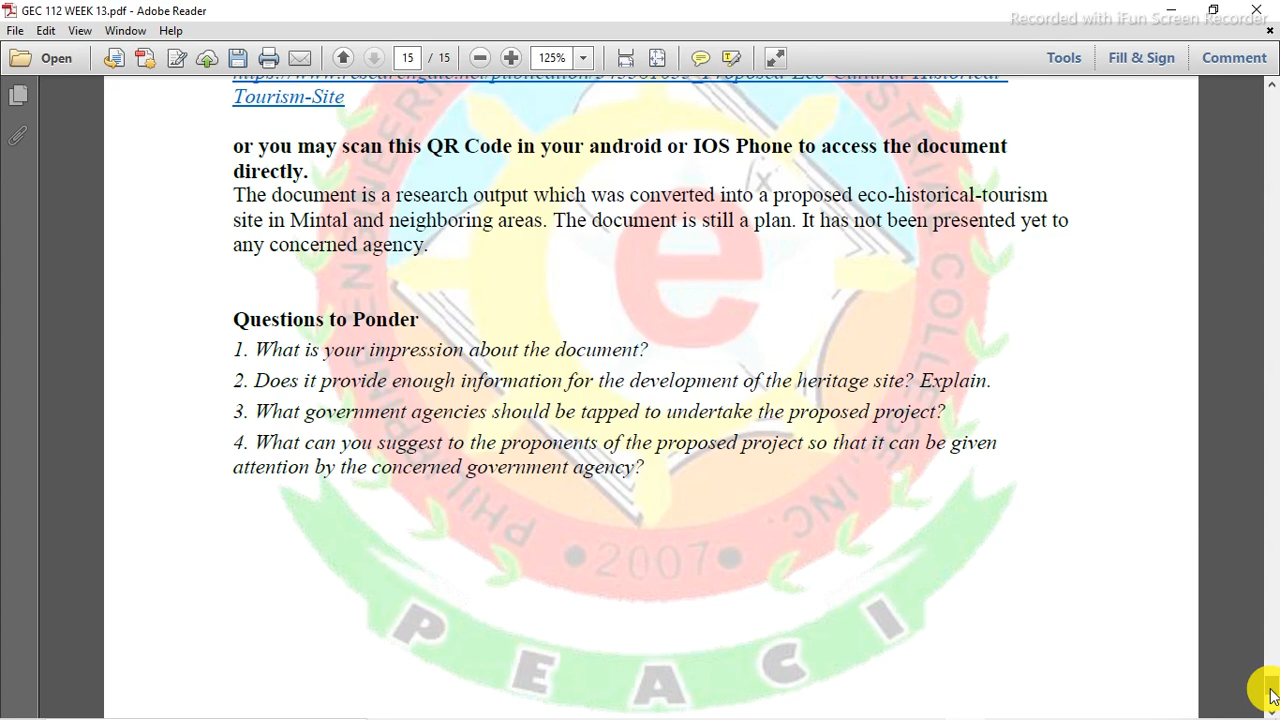 GEC 112 WEEK 13.pdf - Adobe Reader
Recorded with iFun Screen Recorder
File Edit View Window Help
Open 15 / 15 125% Tools Fill & Sign Comment
Tourism-Site
or you may scan this QR Code in your android or IOS Phone to access the document
directly.
The document is a research output which was converted into a proposed eco-historical-tourism
site in Mintal and neighboring areas. The document is still a plan. It has not been presented yet to
any concerned agency.
Questions to Ponder
1. What is your impression about the document?
2. Does it provide enough information for the development of the heritage site? Explain.
3. What government agencies should be tapped to undertake the proposed project?
4. What can you suggest to the proponents of the proposed project so that it can be given
attention by the concerned government agency?
e
COLLEGE, INC.
2007
PEACI